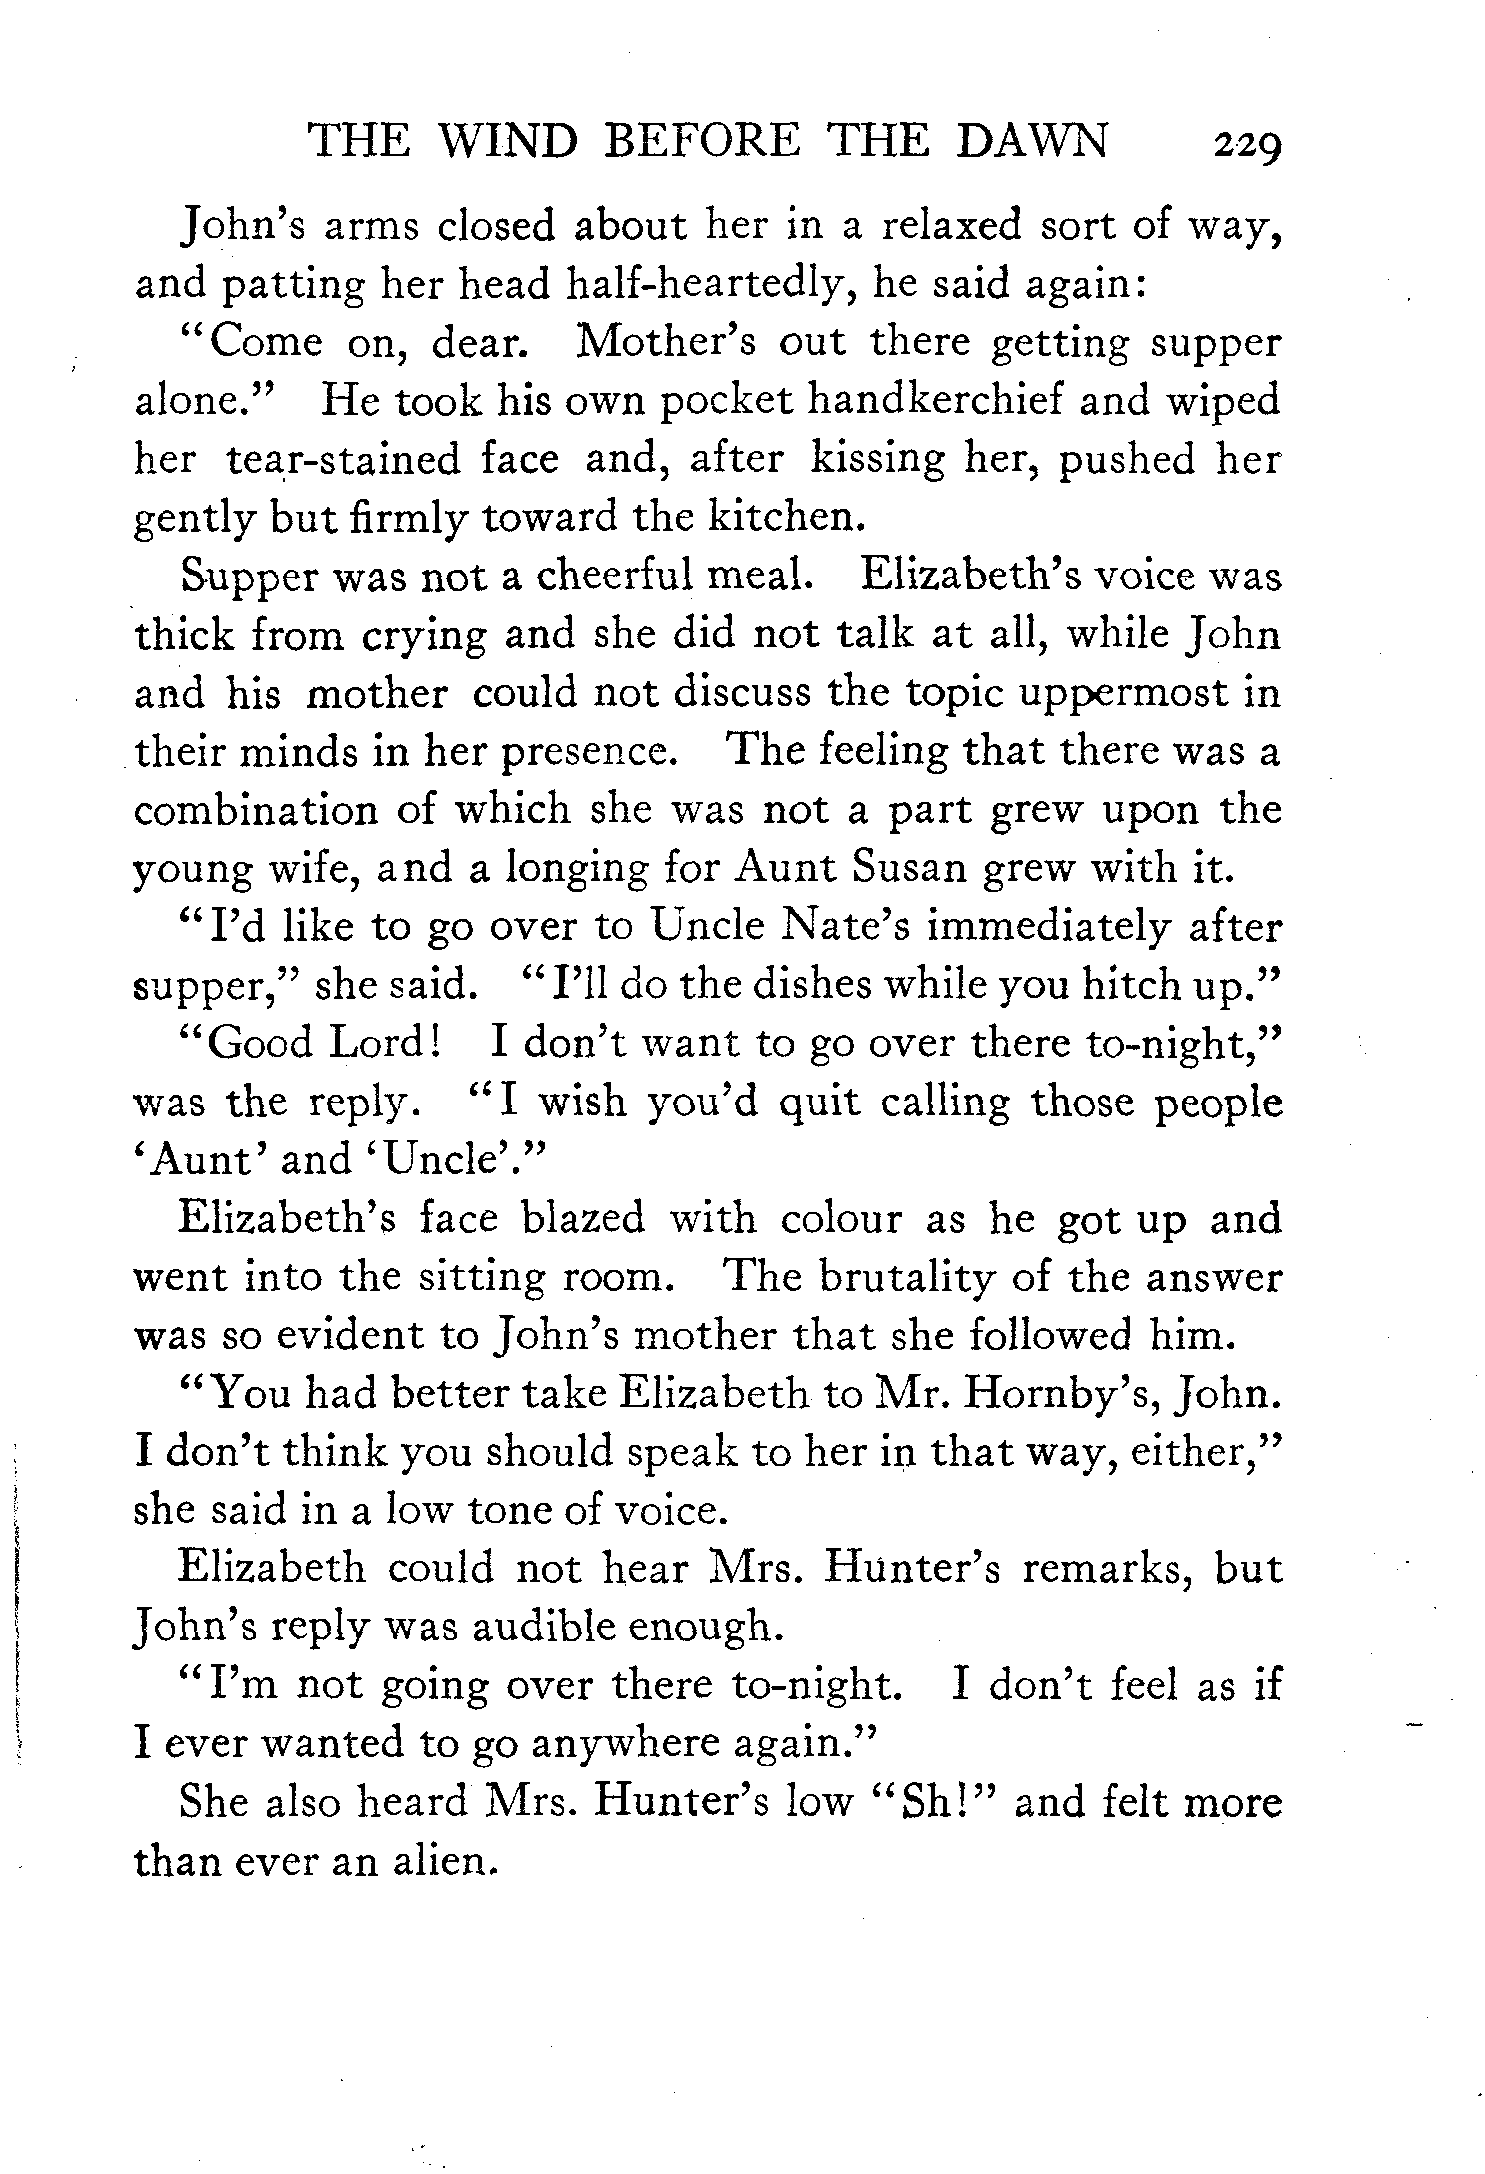 THE WIND BEFORE THE DAWN 229
John's arms closed about her in a relaxed sort of way,
and patting her head half-heartedly, he said again:
"Come on, dear. Mother's out there getting supper
alone." He took his own pocket handkerchief and wiped
her tear-stained face and, after kissing her, pushed her
gently but firmly toward the kitchen.
Supper was not a cheerful meal. Elizabeth's voice was
thick from crying and she did not talk at all, while John
and his mother could not discuss the topic uppermost in
their minds in her presence. The feeling that there was a
combination of which she was not a part grew upon the
young wife, and a longing for Aunt Susan grew with it.
"I'd like to go over to Uncle Nate's immediately after
supper," she said. "I'll do the dishes while you hitch up."
"Good Lord! I don't want to go over there to-night,"
was the reply. "I wish you'd quit calling those people
'Aunt' and 'Uncle'."
Elizabeth's face blazed with colour as he got up and
went into the sitting room. The brutality of the answer
was so evident to John's mother that she followed him.
"You had better take Elizabeth to Mr. Hornby's, John.
I don't think you should speak to her in that way, either,"
she said in a low tone of voice.
Elizabeth could not hear Mrs. Hunter's remarks, but
John's reply was audible enough.
"I'm not going over there to-night. I don't feel as if
I ever wanted to go anywhere again."
She also heard Mrs. Hunter's low "Sh!" and felt more
than ever an alien.